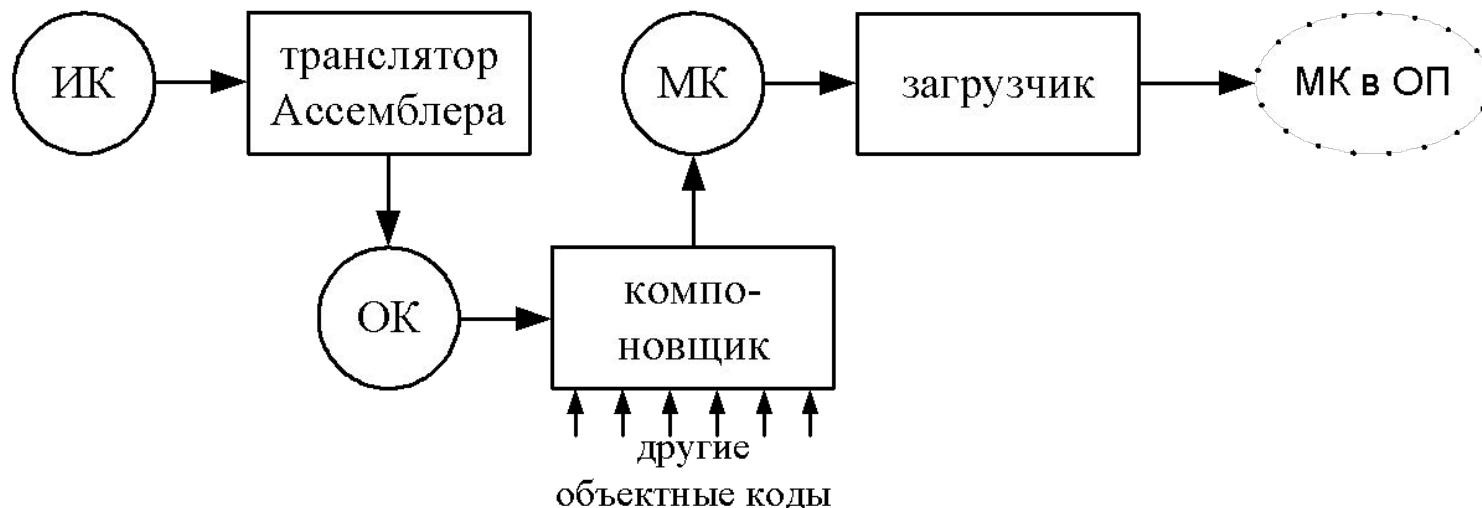 ИК
транслятор
Ассемблера
МК
загрузчик
МК в ОП
ОК
компо-
новщик
другие
объектные коды